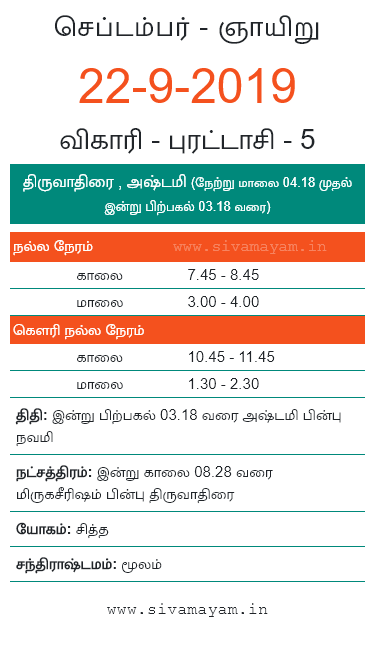 செப்டம்பர் - ஞாயிறு
22-9-2019
விகாரி - புரட்டாசி - 5
திருவாதிரை , அஷ்டமி (நேற்று மாலை 04.18 முதல்
இன்று பிற்பகல் 03.18 வரை)
நல்ல நேரம் www.sivamayam.in
காலை 7.45 - 8.45
மாலை 3.00 - 4.00
கௌரி நல்ல நேரம்
காலை 10.45 - 11.45
மாலை 1.30 - 2.30
திதி: இன்று பிற்பகல் 03.18 வரை அஷ்டமி பின்பு
நவமி
நட்சத்திரம்: இன்று காலை 08.28 வரை
மிருகசீரிஷம் பின்பு திருவாதிரை
யோகம்: சித்த
சந்திராஷ்டமம்: மூலம்
www.sivamayam.in